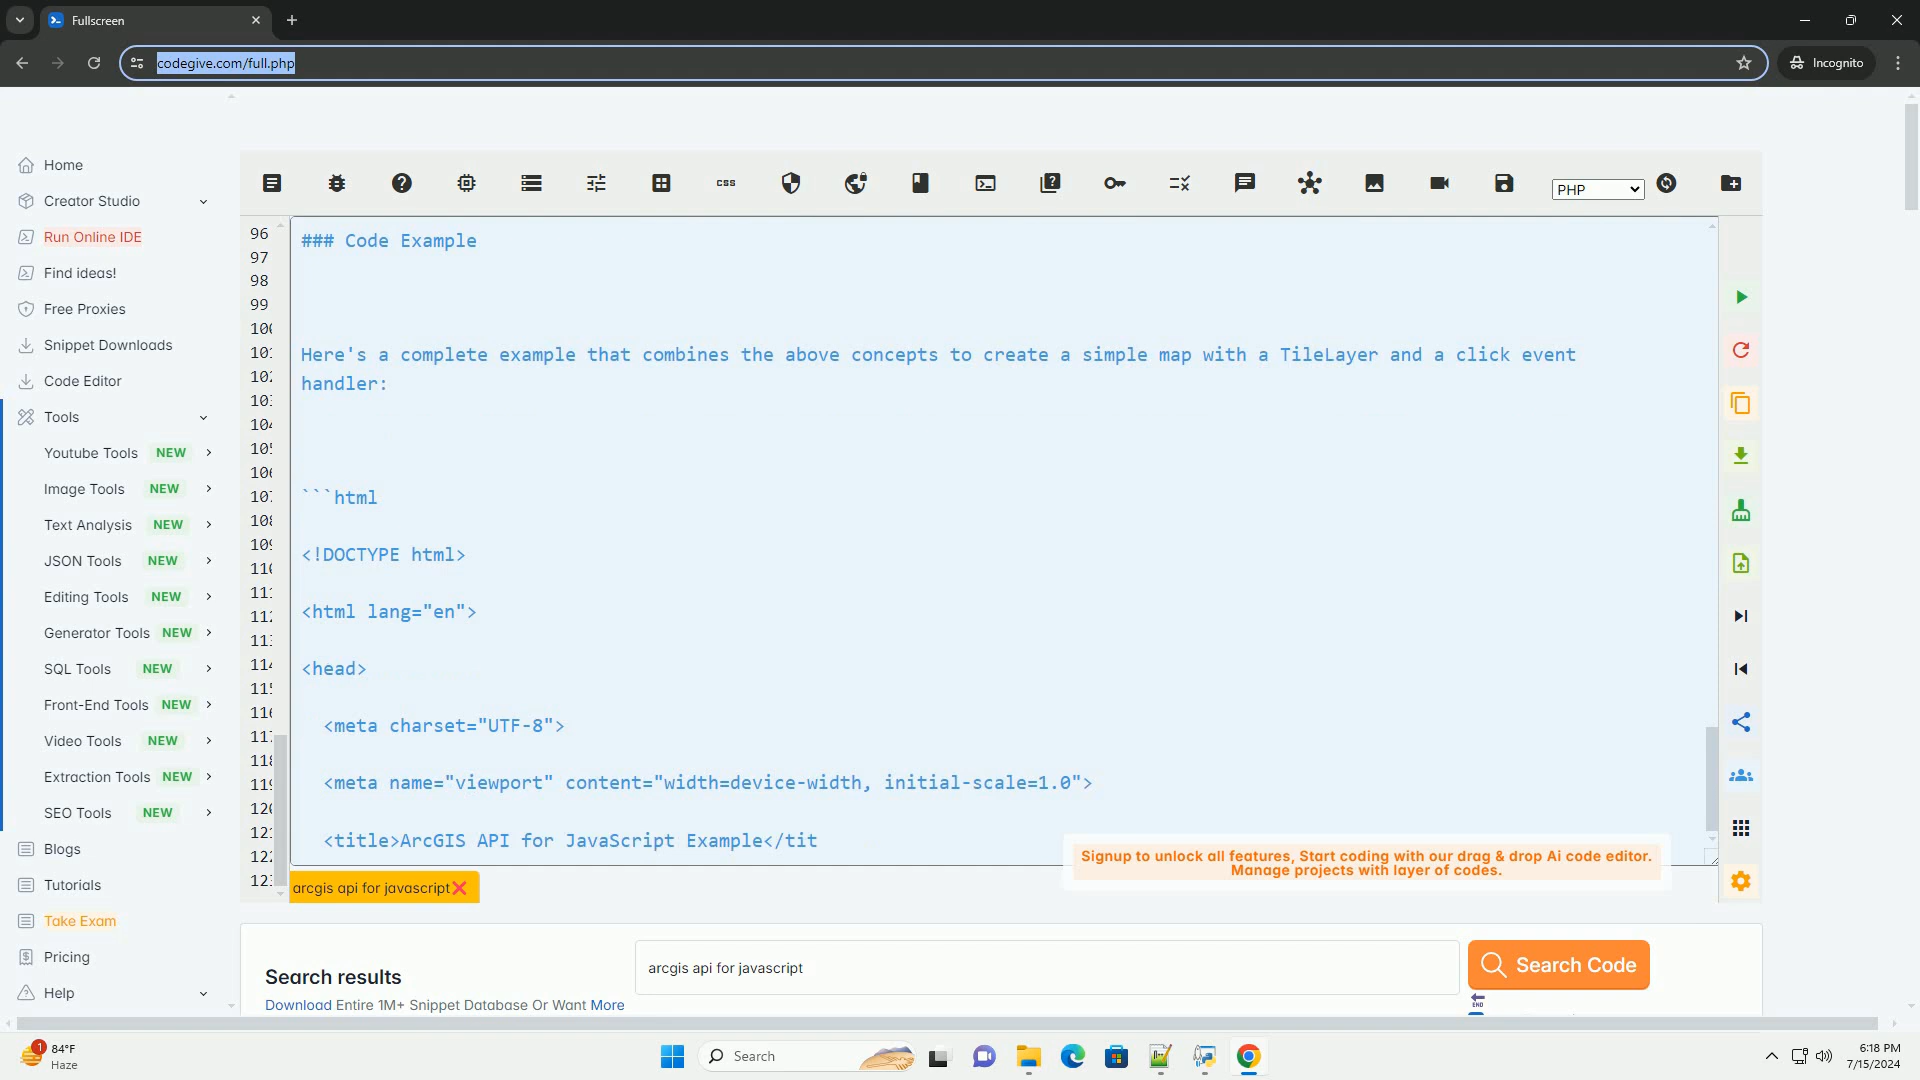 Fullscreen
codegive.com/full.php
Incognito
Home
Creator Studio
Run Online IDE
Find ideas!
Free Proxies
Snippet Downloads
Code Editor
Tools
Youtube Tools NEW
Image Tools NEW
Text Analysis NEW
JSON Tools NEW
Editing Tools NEW
Generator Tools NEW
SQL Tools NEW
Front-End Tools NEW
Video Tools NEW
Extraction Tools NEW
SEO Tools NEW
Blogs
Tutorials
Take Exam
Pricing
Help
css
PHP
96
97
98
99
### Code Example
Here's a complete example that combines the above concepts to create a simple map with a TileLayer and a click event
handler:
```html
<!DOCTYPE html>
<html lang="en">
<head>
<meta charset="UTF-8">
<meta name="viewport" content="width=device-width, initial-scale=1.0">
<title>ArcGIS API for JavaScript Example</tit
Signup to unlock all features, Start coding with our drag & drop Ai code editor.
Manage projects with layer of codes.
arcgis api for javascript
Search results
Download Entire 1M+ Snippet Database Or Want More
arcgis api for javascript
Search Code
END
1
84°F
Haze
Search
6:18 PM
7/15/2024